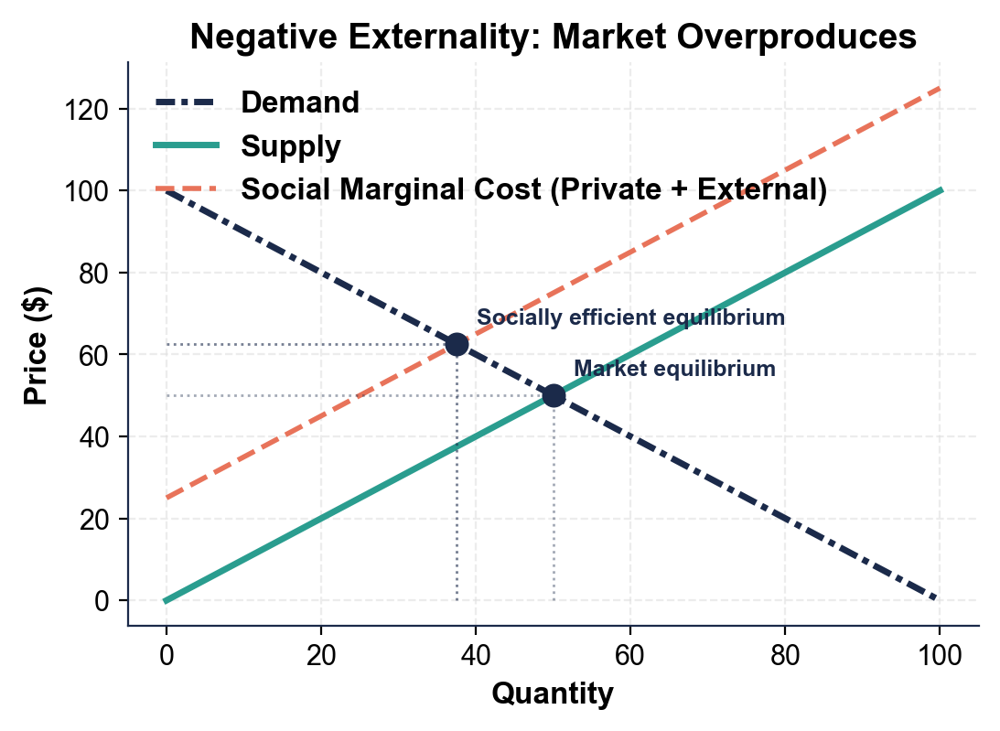 Negative Externality: Market Overproduces
Demand
Supply
Social Marginal Cost (Private + External)
120
100
80
60
40
20
0
Price ($)
Socially efficient equilibrium
Market equilibrium
0 20 40 60 80 100
Quantity